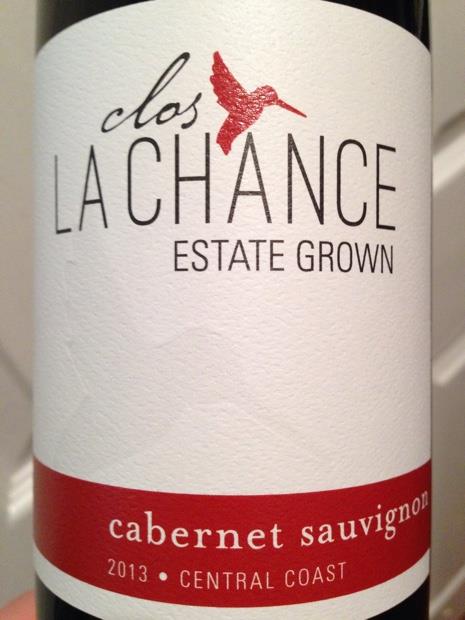 clos
LA CHANCE
ESTATE GROWN
cabernet sauvignon
2013 • CENTRAL COAST